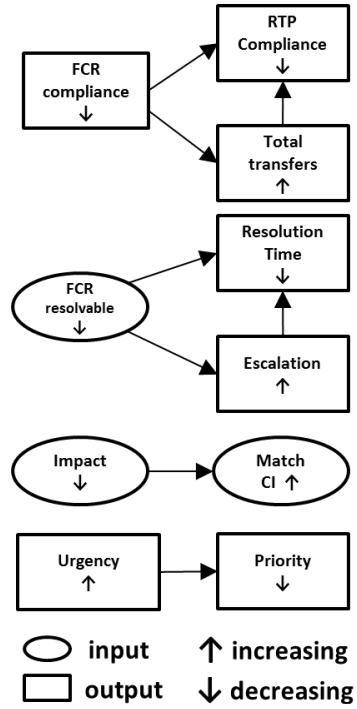 RTP
Compliance
↓
FCR
compliance
↓
Total
transfers
↑
Resolution
Time
↓
FCR
resolvable
↓
Escalation
↑
Impact
↓
Match
CI ↑
Urgency
↑
Priority
↓
input
↑ increasing
output
↓ decreasing